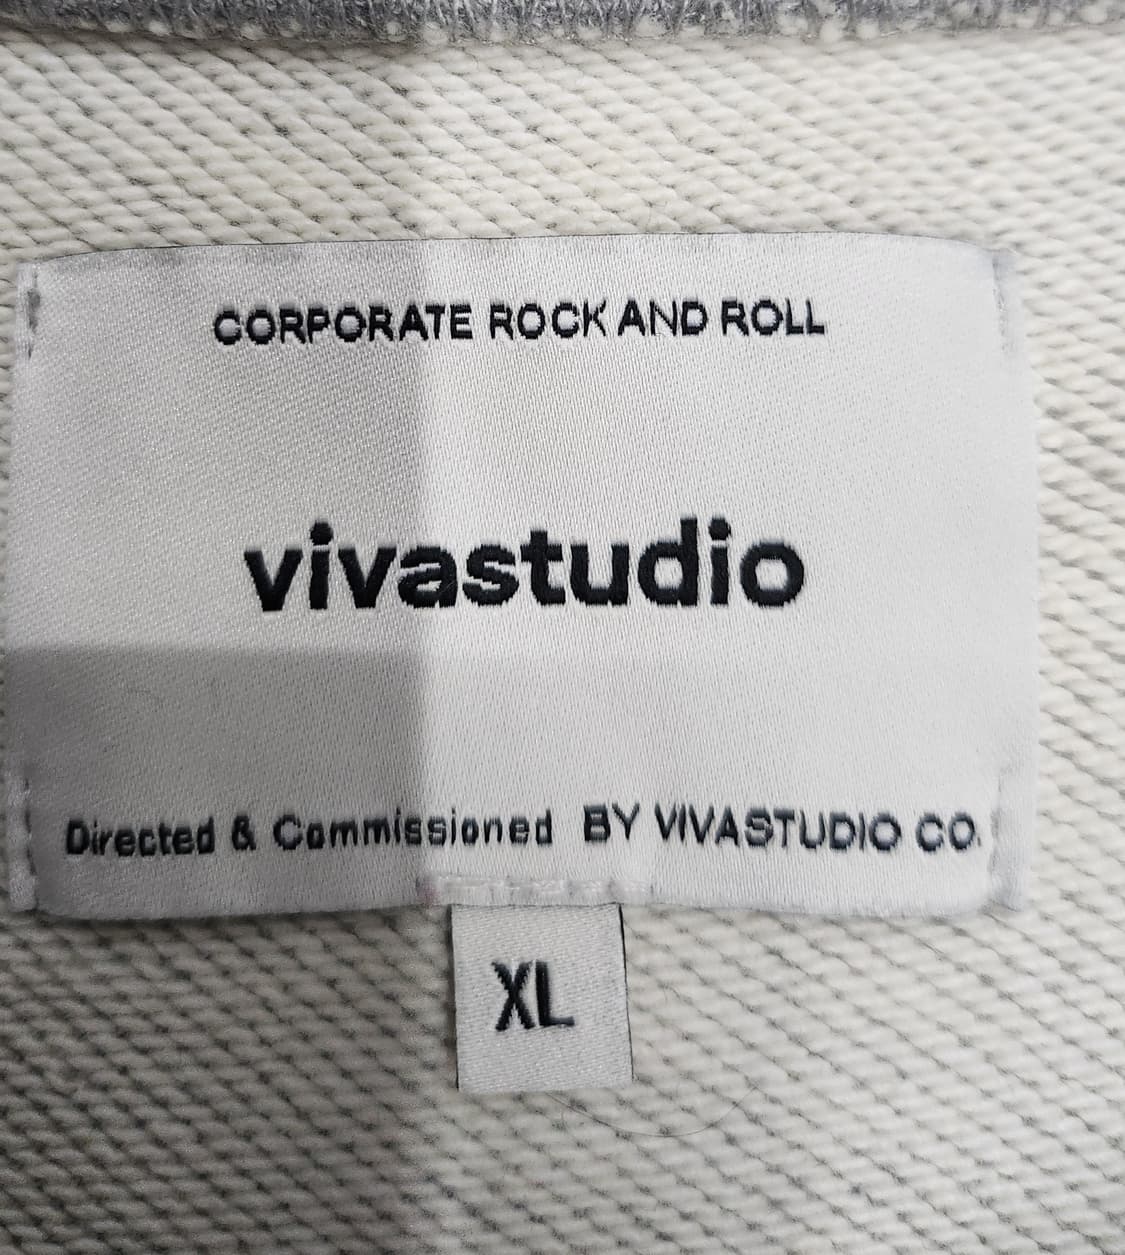 CORPORATE ROCK AND ROLL
vivastudio
Directed & Commissioned BY VIVASTUDIO CO.
XL